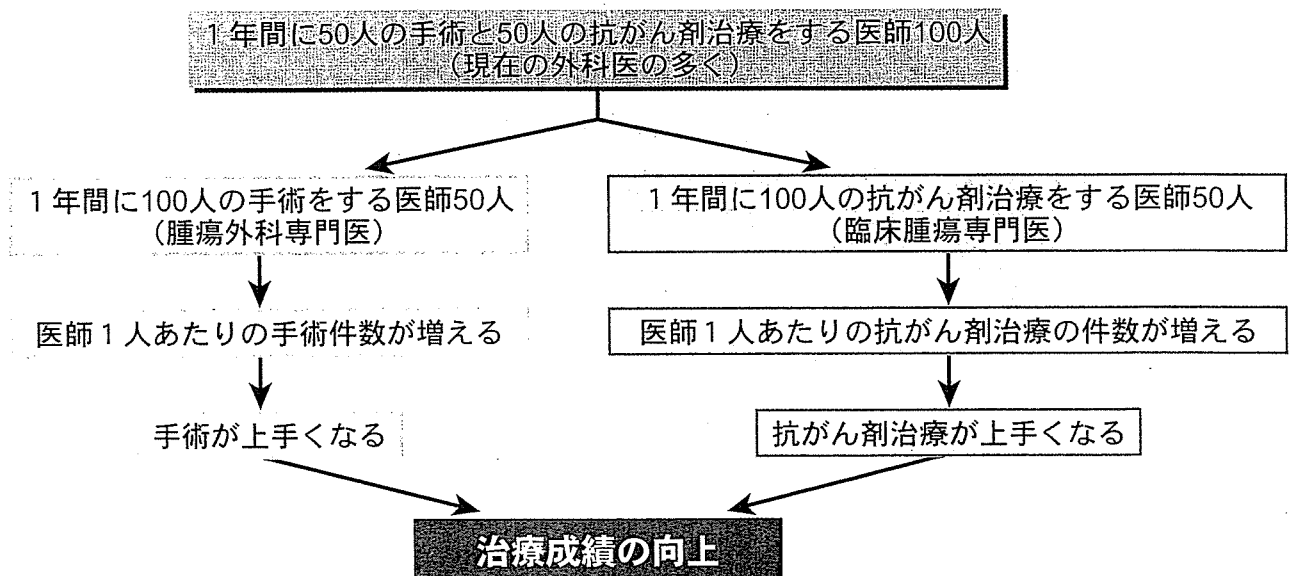 1年間に50人の手術と50人の抗がん剤治療をする医師100人
(現在の外科医の多く)
1年間に100人の手術をする医師50人
(腫瘍外科専門医)
1年間に100人の抗がん剤治療をする医師50人
(臨床腫瘍専門医)
医師1人あたりの手術件数が増える
医師1人あたりの抗がん剤治療の件数が増える
手術が上手くなる
抗がん剤治療が上手くなる
治療成績の向上